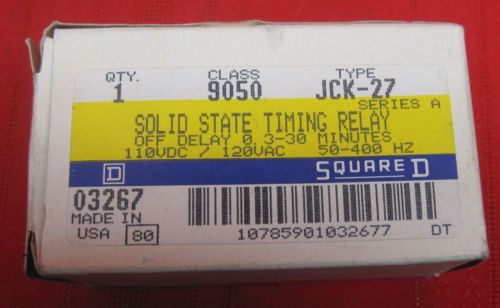 QTY. CLASS TYPE
1 9050 JCK-27
SERIES A
SOLID STATE TIMING RELAY
OFF DELAY 0.3-30 MINUTES
110VDC / 120VAC 50-400 HZ
D SQUARE D
03267
MADE IN
USA 80
10785901032677 DT